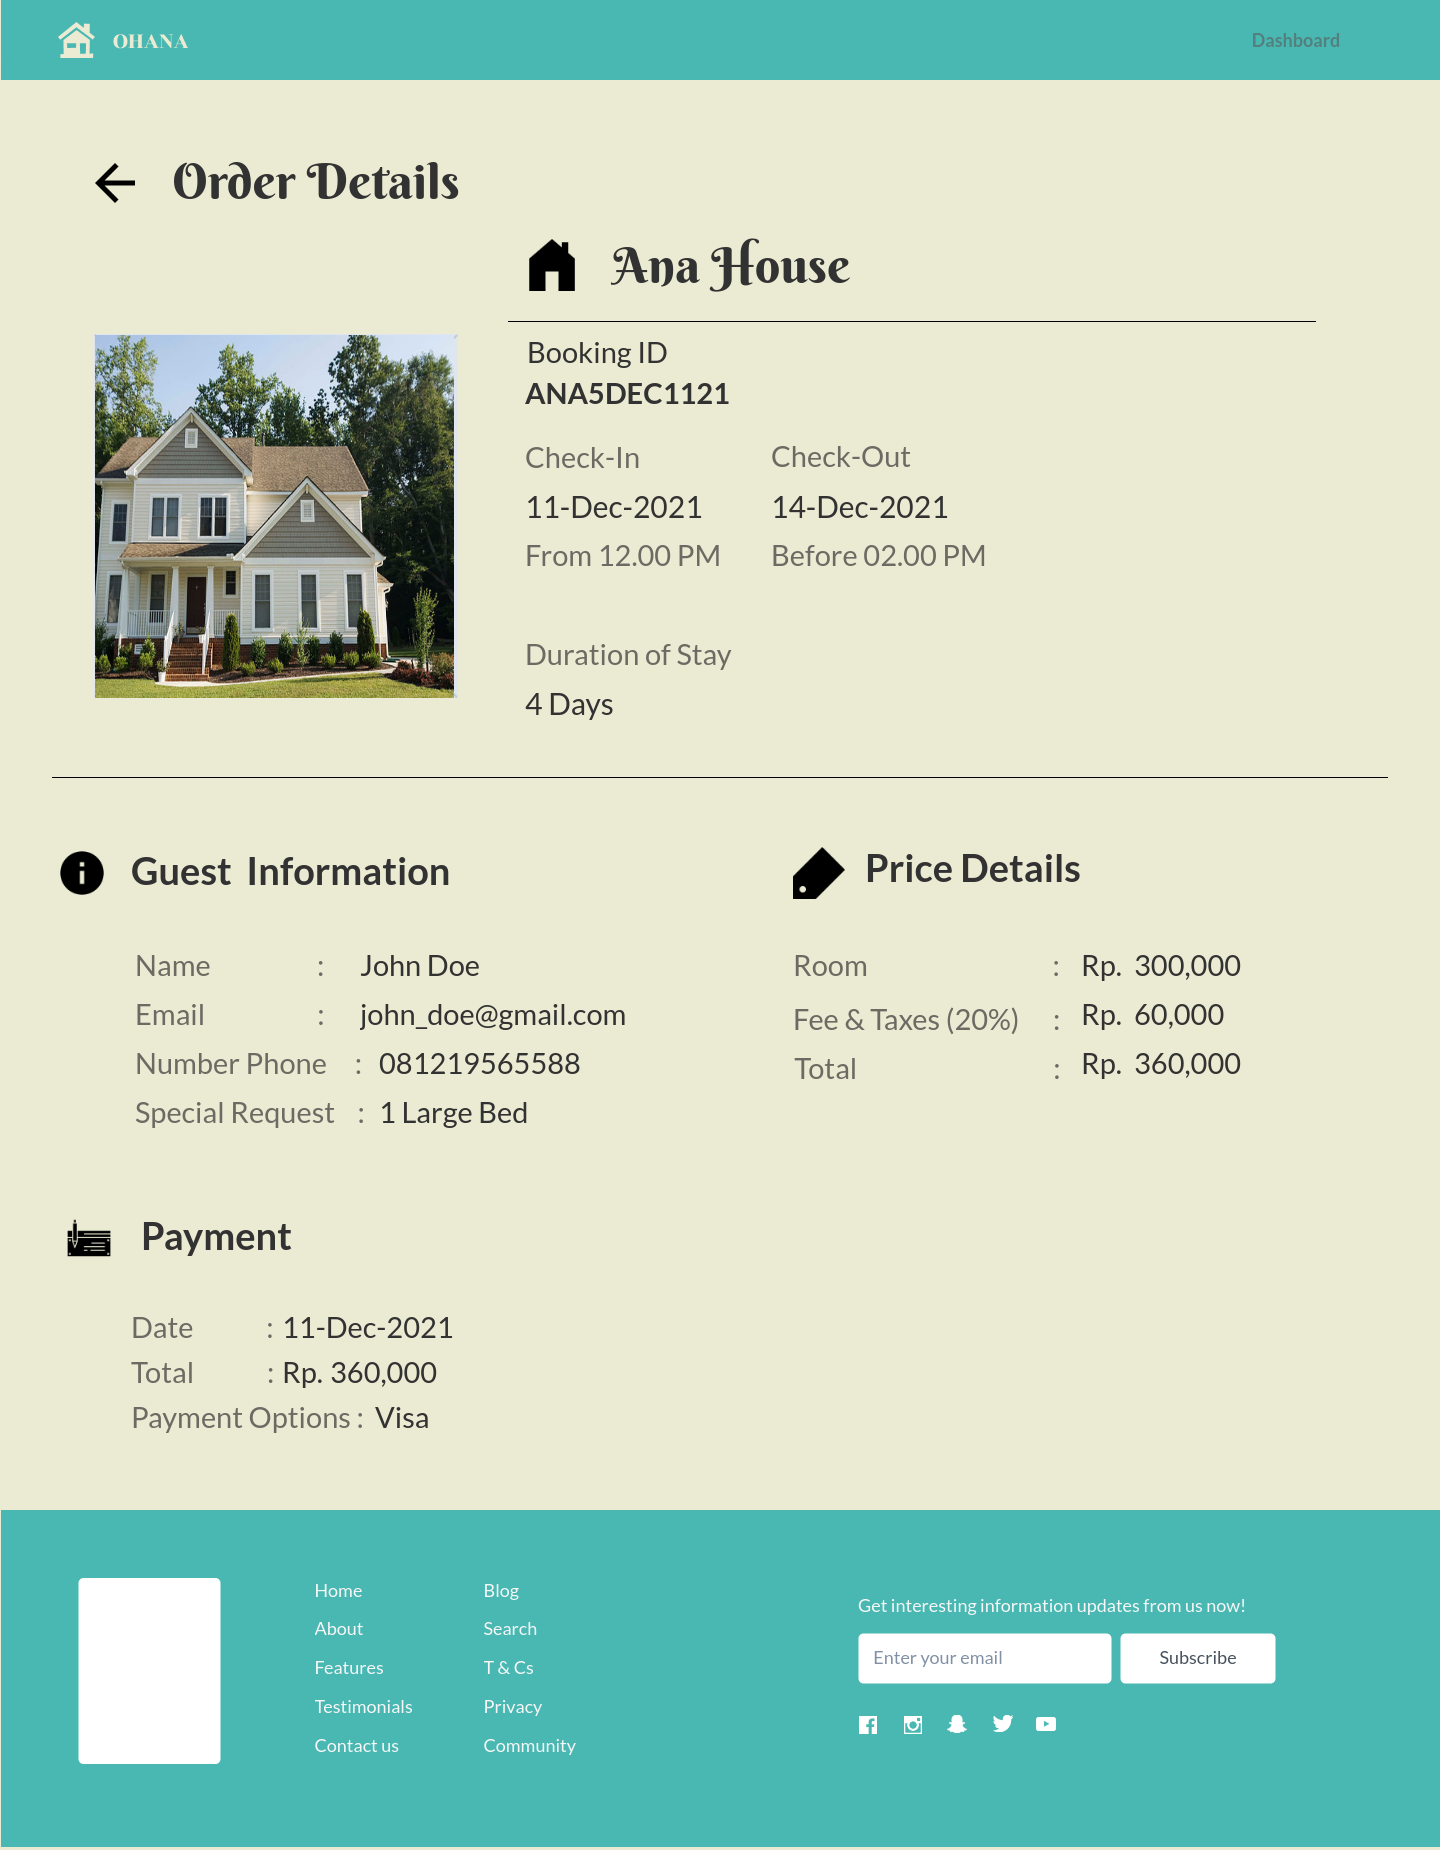 OHANA
Dashboard
Order Details
Ana House
Booking ID
ANA5DEC1121
Check-In
Check-Out
11-Dec-2021
14-Dec-2021
From 12.00 PM
Before 02.00 PM
Duration of Stay
4 Days
Guest Information
Name : John Doe
Email : john_doe@gmail.com
Number Phone : 081219565588
Special Request : 1 Large Bed
Price Details
Room : Rp. 300,000
Fee & Taxes (20%) : Rp. 60,000
Total : Rp. 360,000
Payment
Date : 11-Dec-2021
Total : Rp. 360,000
Payment Options : Visa
Home
About
Features
Testimonials
Contact us
Blog
Search
T & Cs
Privacy
Community
Get interesting information updates from us now!
Enter your email
Subscribe